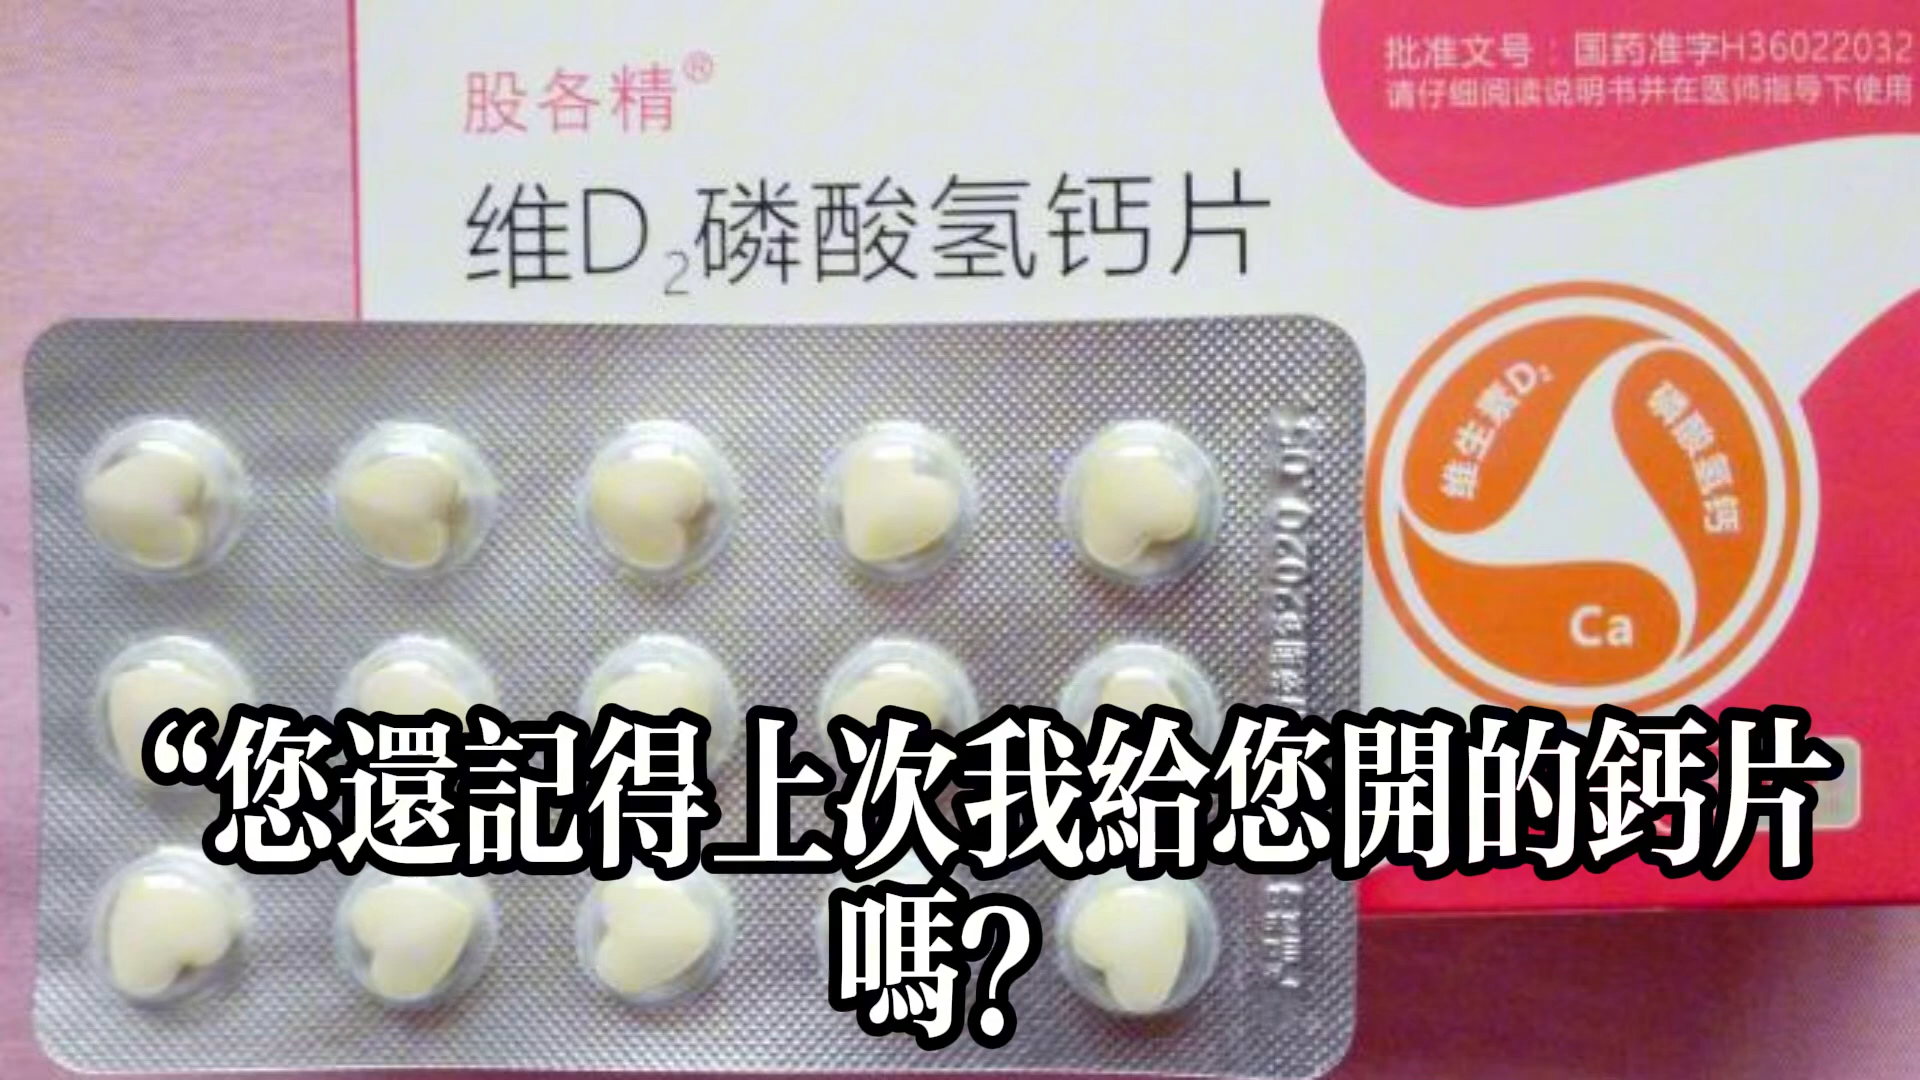 批准文号：国药准字H36022032
请仔细阅读说明书并在医师指导下使用
股各精®
维D₂磷酸氢钙片
维生素D₂
磷酸氢钙
Ca
“您還記得上次我給您開的鈣片
嗎?